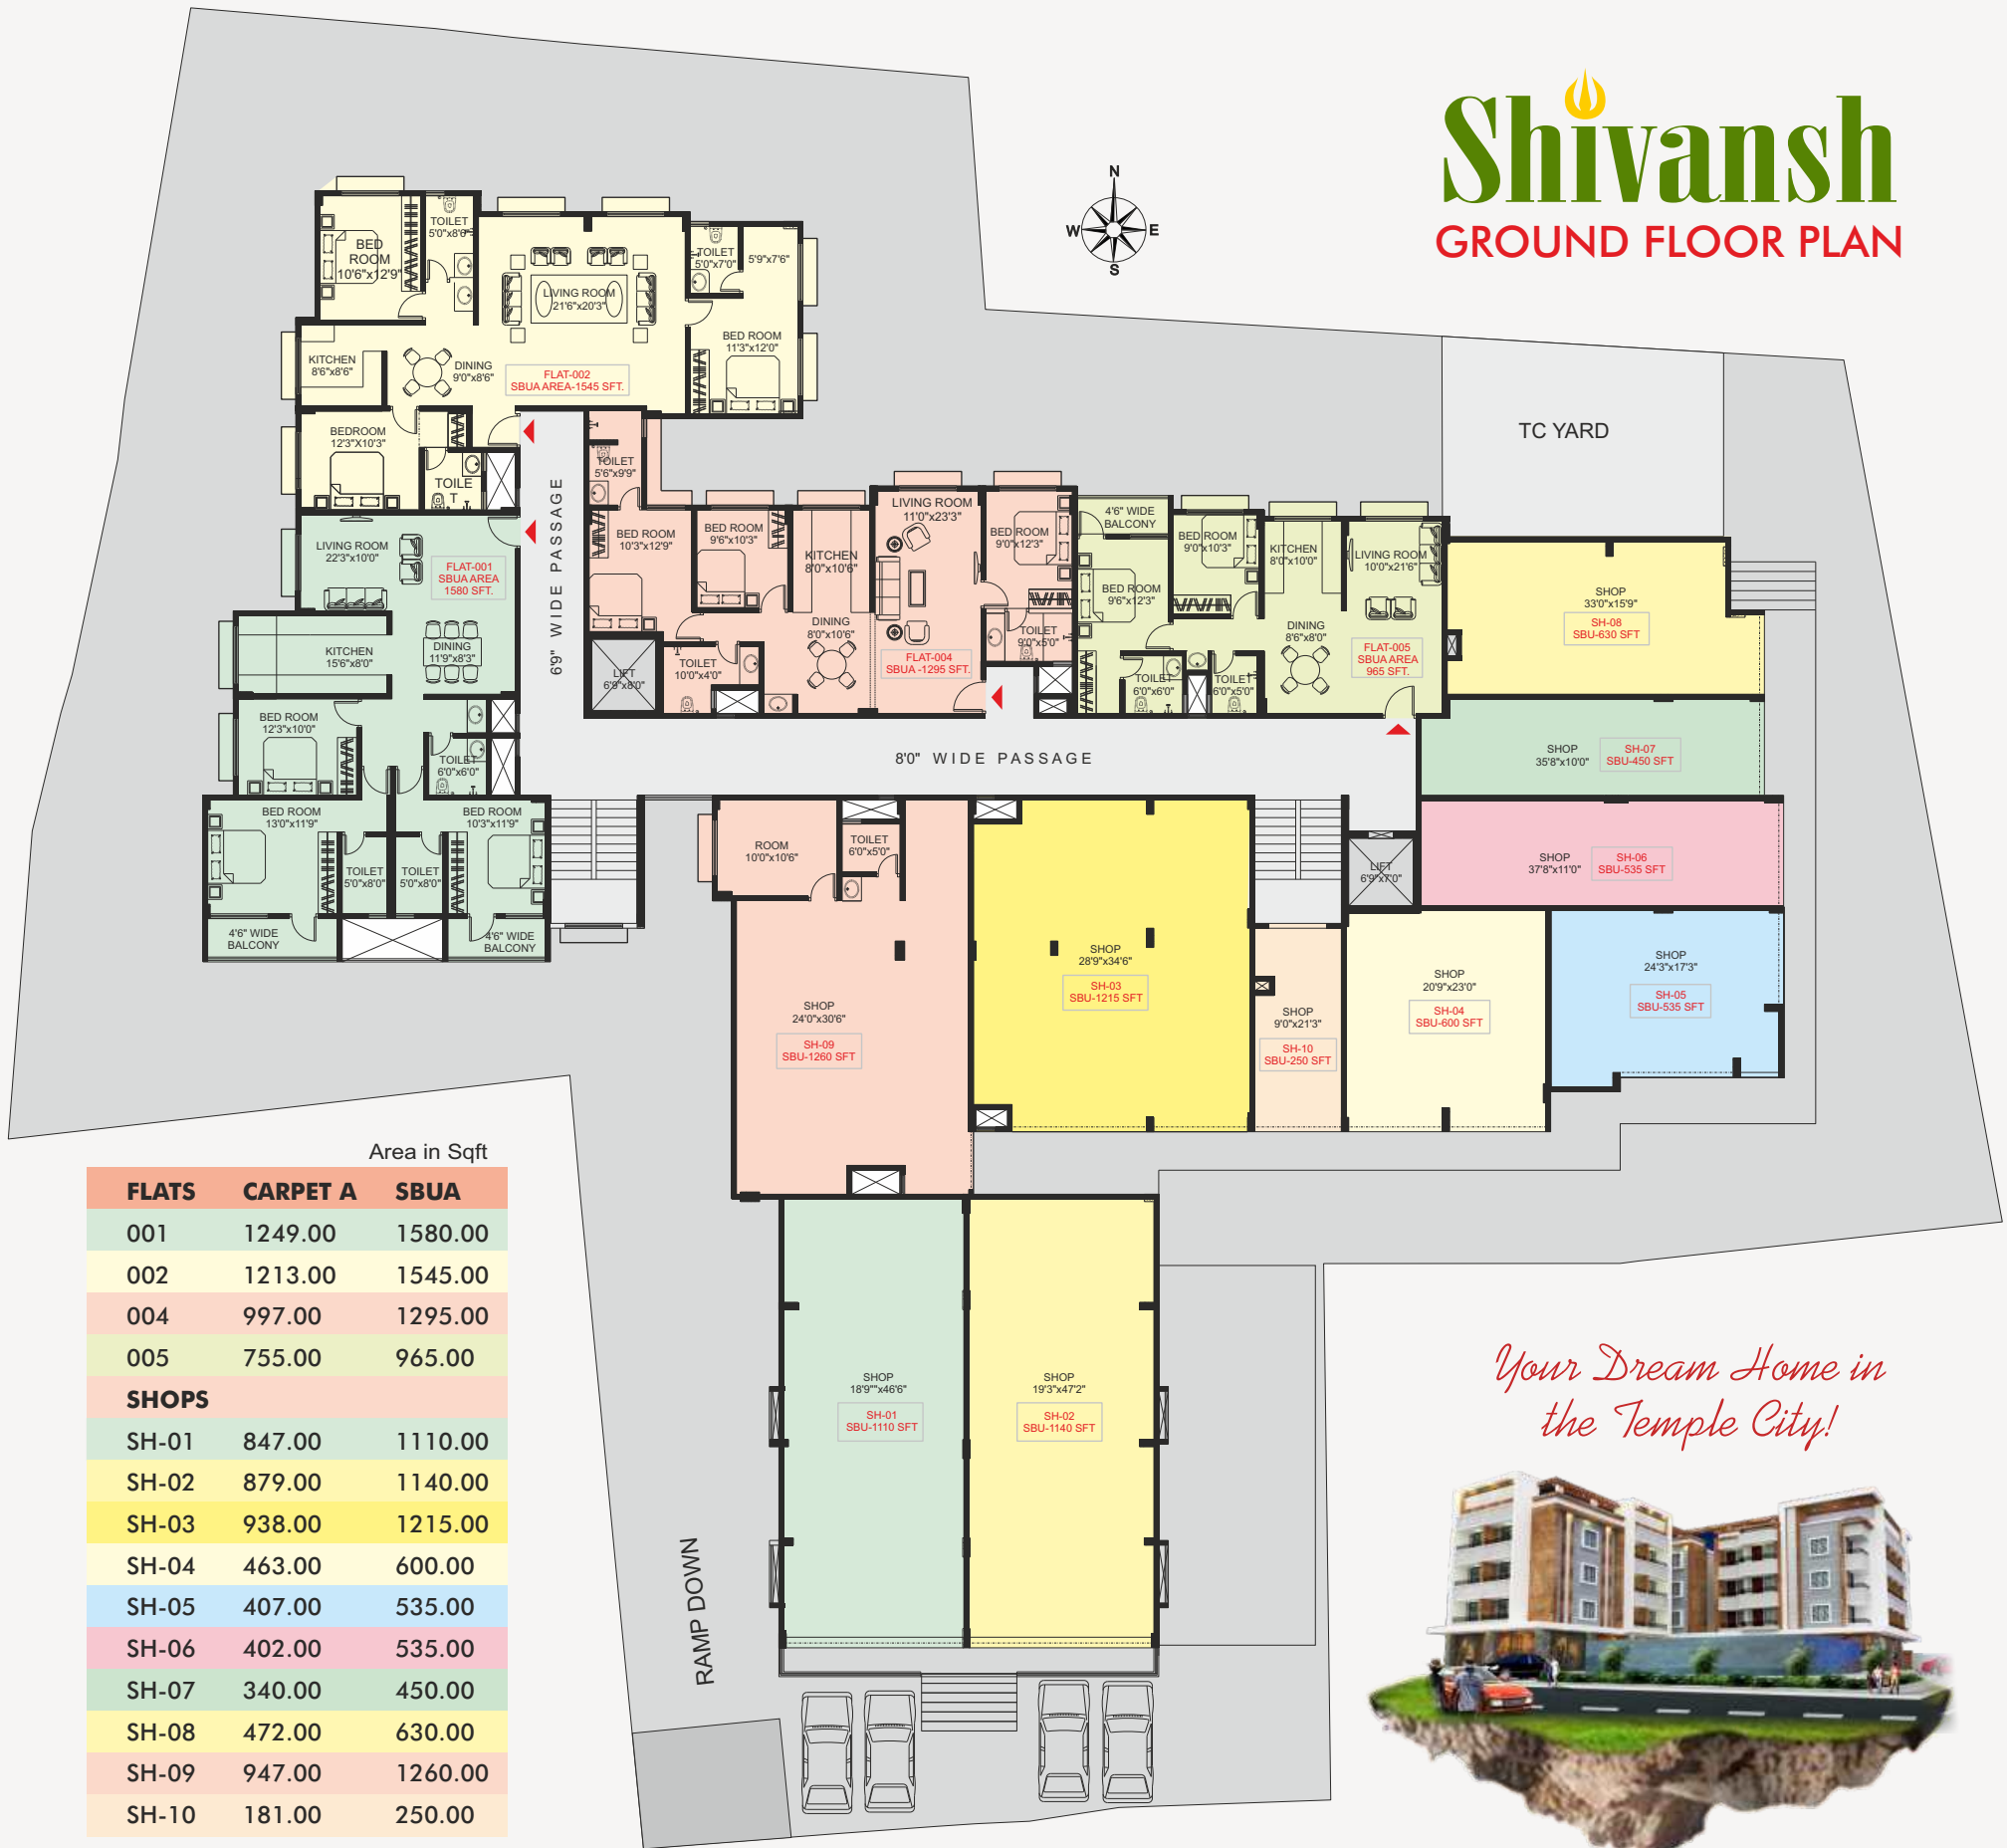 Shivansh
GROUND FLOOR PLAN
N
W
E
S
BED
ROOM
10'6"x12'9"
TOILET
5'0"x8'0"
LIVING ROOM
21'6"x20'3"
TOILET
5'0"x7'0"
5'9"x7'6"
BED ROOM
11'3"x12'0"
KITCHEN
8'6"x8'6"
DINING
9'0"x8'6"
FLAT-002
SBUA AREA-1545 SFT.
BEDROOM
12'3"X10'3"
TOILE
T
LIVING ROOM
22'3"x10'0"
FLAT-001
SBUA AREA
1580 SFT.
KITCHEN
15'6"x8'0"
DINING
11'9"x8'3"
BED ROOM
12'3"x10'0"
TOILET
6'0"x6'0"
BED ROOM
13'0"x11'9"
BED ROOM
10'3"x11'9"
TOILET
5'0"x8'0"
TOILET
5'0"x8'0"
4'6" WIDE
BALCONY
4'6" WIDE
BALCONY
6'9" WIDE PASSAGE
TOILET
5'6"x9'9"
BED ROOM
10'3"x12'9"
BED ROOM
9'6"x10'3"
KITCHEN
8'0"x10'6"
LIVING ROOM
11'0"x23'3"
BED ROOM
9'0"x12'3"
DINING
8'0"x10'6"
TOILET
9'0"x5'0"
FLAT-004
SBUA -1295 SFT.
LIFT
6'9"x8'0"
TOILET
10'0"x4'0"
4'6" WIDE
BALCONY
BED ROOM
9'0"x10'3"
KITCHEN
8'0"x10'0"
LIVING ROOM
10'0"x21'6"
BED ROOM
9'6"x12'3"
DINING
8'6"x8'0"
FLAT-005
SBUA AREA
965 SFT.
TOILET
6'0"x6'0"
TOILET
6'0"x5'0"
TC YARD
SHOP
33'0"x15'9"
SH-08
SBU-630 SFT
8'0" WIDE PASSAGE
SHOP
35'8"x10'0"
SH-07
SBU-450 SFT
SHOP
37'8"x11'0"
SH-06
SBU-535 SFT
ROOM
10'0"x10'6"
TOILET
6'0"x5'0"
LIFT
6'9"x7'0"
SHOP
24'0"x30'6"
SH-09
SBU-1260 SFT
SHOP
28'9"x34'6"
SH-03
SBU-1215 SFT
SHOP
9'0"x21'3"
SH-10
SBU-250 SFT
SHOP
20'9"x23'0"
SH-04
SBU-600 SFT
SHOP
24'3"x17'3"
SH-05
SBU-535 SFT
SHOP
18'9""x46'6"
SH-01
SBU-1110 SFT
SHOP
19'3"x47'2"
SH-02
SBU-1140 SFT
RAMP DOWN
Area in Sqft
FLATS CARPET A SBUA
001 1249.00 1580.00
002 1213.00 1545.00
004 997.00 1295.00
005 755.00 965.00
SHOPS
SH-01 847.00 1110.00
SH-02 879.00 1140.00
SH-03 938.00 1215.00
SH-04 463.00 600.00
SH-05 407.00 535.00
SH-06 402.00 535.00
SH-07 340.00 450.00
SH-08 472.00 630.00
SH-09 947.00 1260.00
SH-10 181.00 250.00
Your Dream Home in
the Temple City!